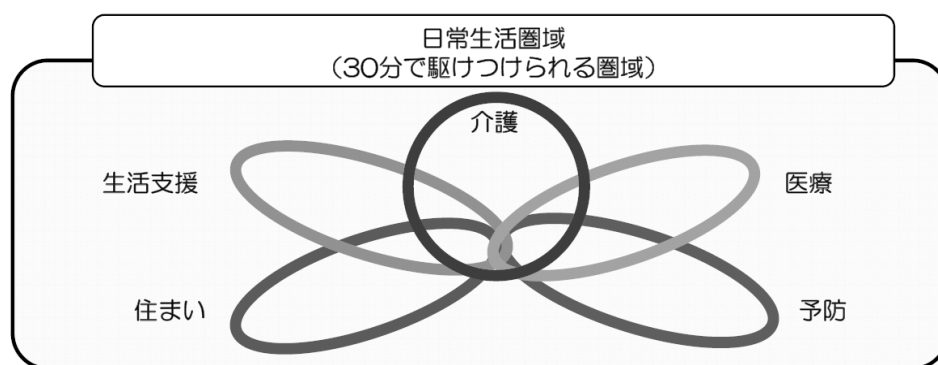 日常生活圏域
（30分で駆けつけられる圏域）
介護
生活支援
医療
住まい
予防